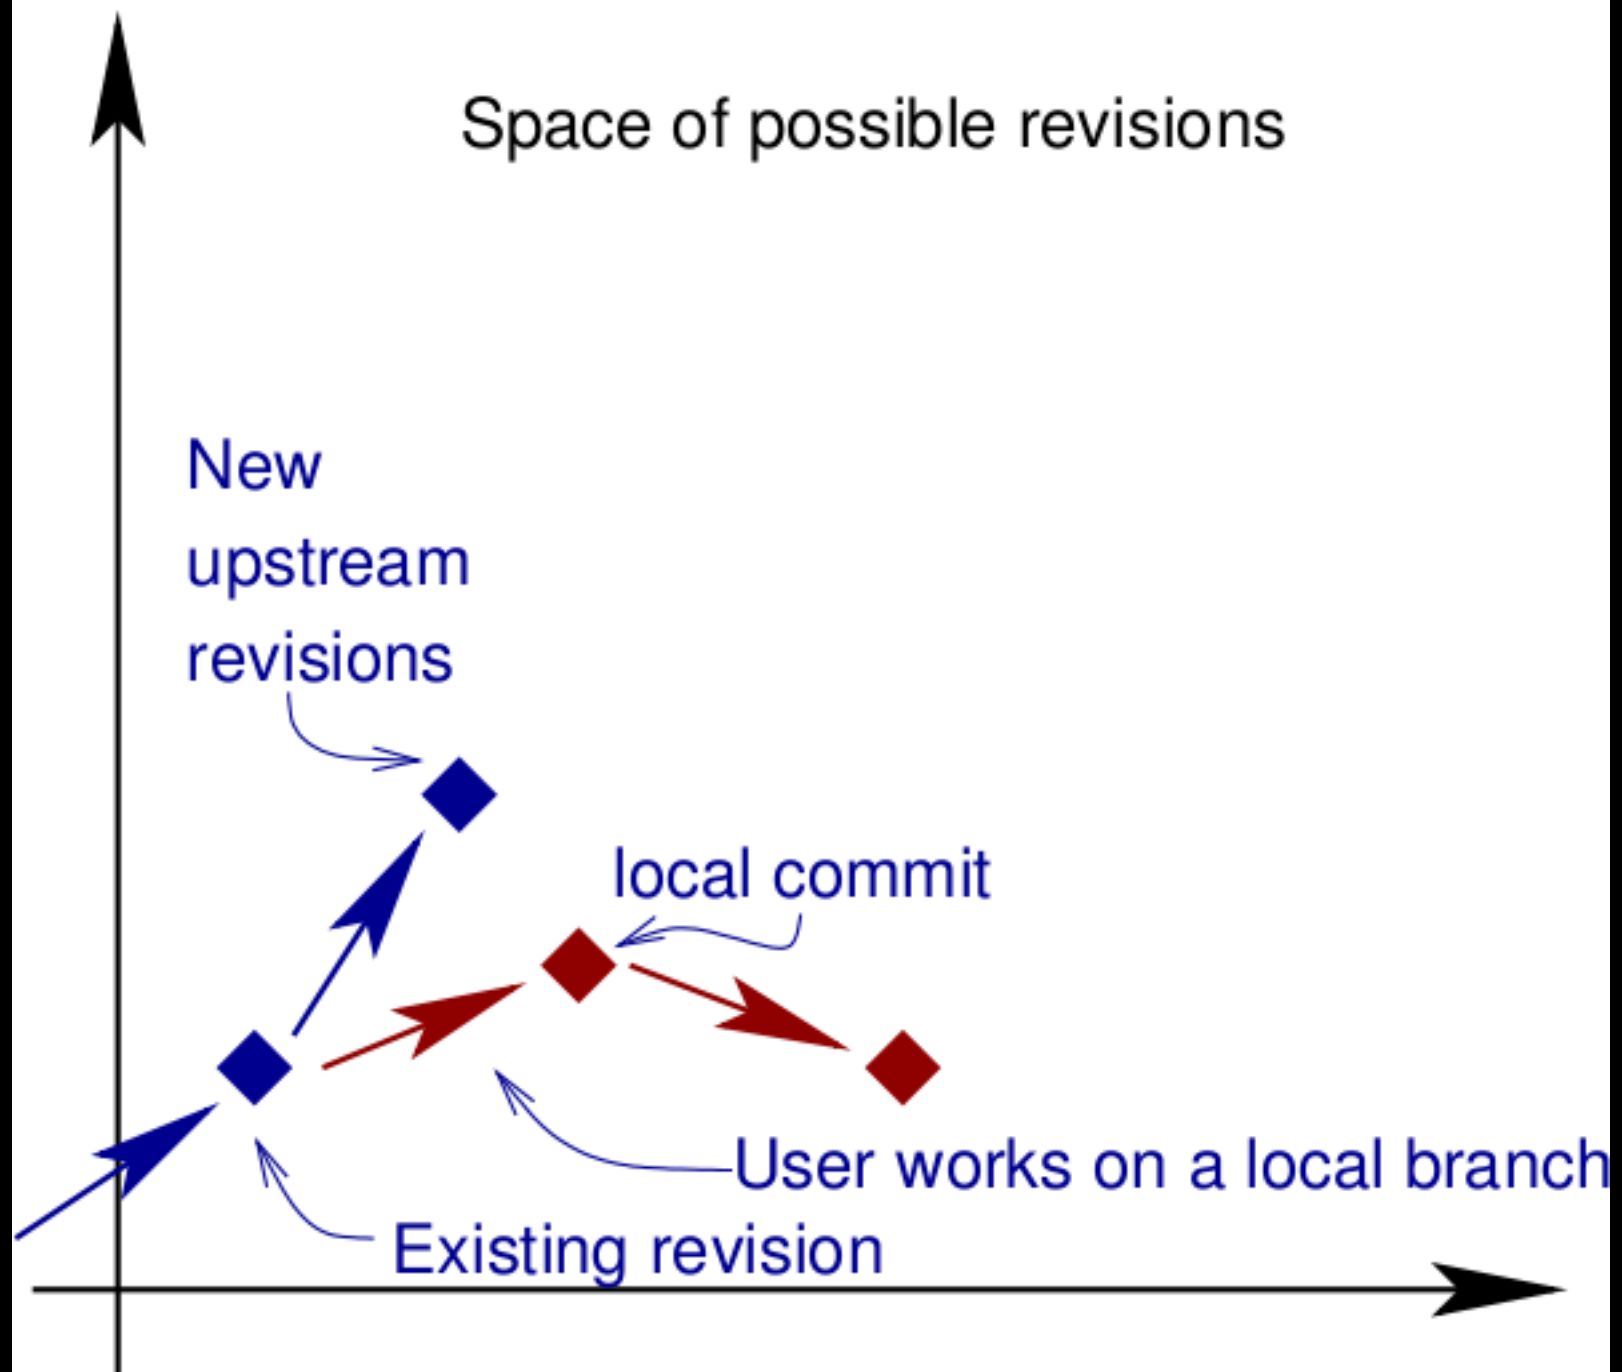 Space of possible revisions
New
upstream
revisions
local commit
User works on a local branch
Existing revision